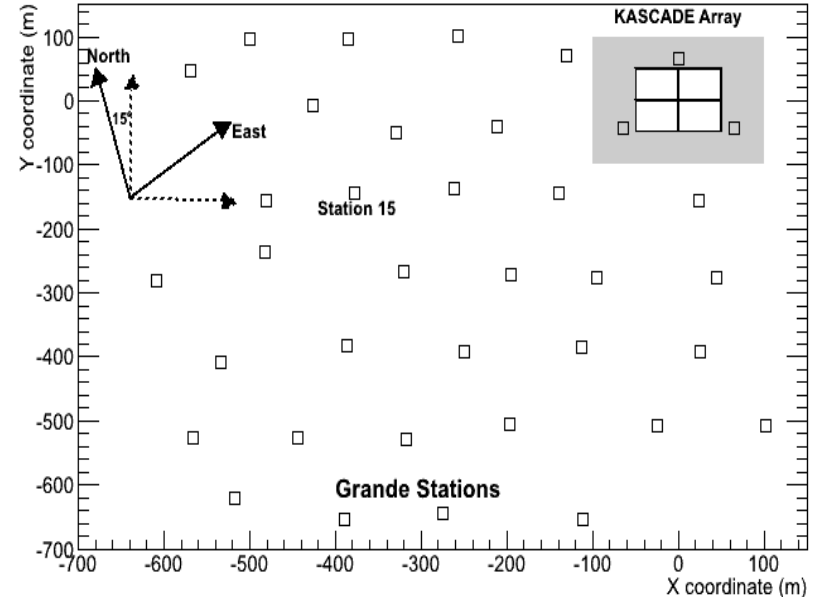 KASCADE Array
North
15°
East
Station 15
Grande Stations
Y coordinate (m)
100
0
-100
-200
-300
-400
-500
-600
-700
-700
-600
-500
-400
-300
-200
-100
0
100
X coordinate (m)